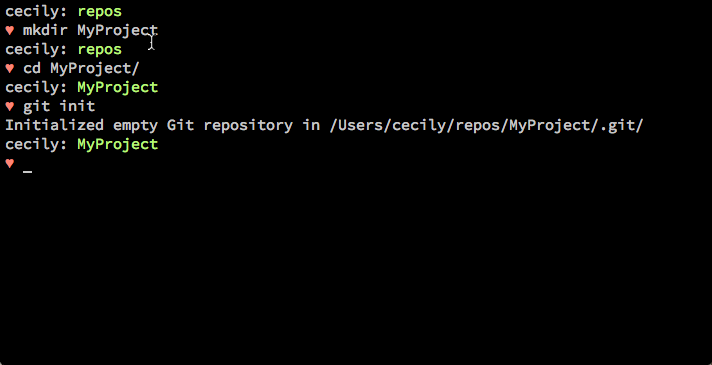 cecily: repos
♥ mkdir MyProject
cecily: repos
♥ cd MyProject/
cecily: MyProject
♥ git init
Initialized empty Git repository in /Users/cecily/repos/MyProject/.git/
cecily: MyProject
♥ _